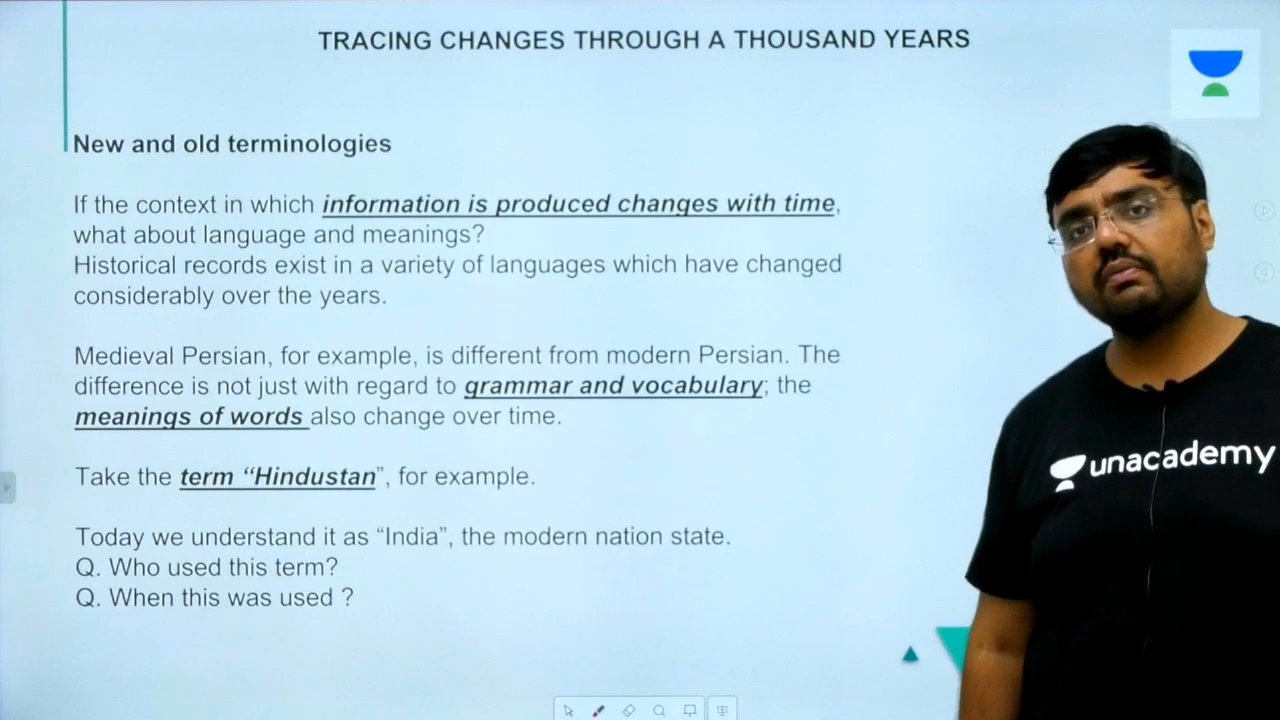 TRACING CHANGES THROUGH A THOUSAND YEARS
New and old terminologies
If the context in which information is produced changes with time,
what about language and meanings?
Historical records exist in a variety of languages which have changed
considerably over the years.
Medieval Persian, for example, is different from modern Persian. The
difference is not just with regard to grammar and vocabulary; the
meanings of words also change over time.
Take the term “Hindustan”, for example.
Today we understand it as “India”, the modern nation state.
Q. Who used this term?
Q. When this was used ?
unacademy